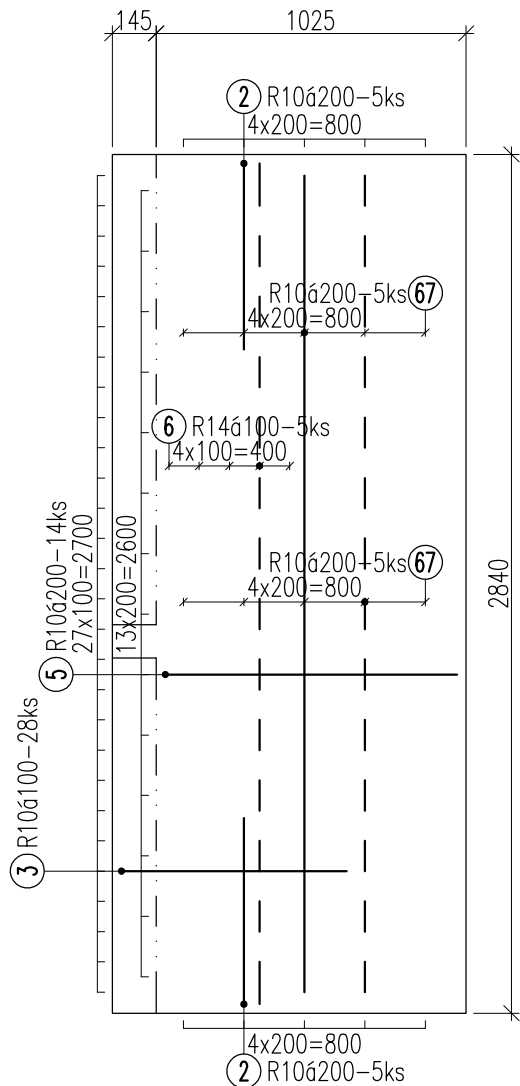 145 1025
2 R10á200-5ks
4x200=800
R10á200-5ks 67
4x200=800
6 R14á100-5ks
4x100=400
R10á200-5ks 67
4x200=800
5 R10á200-14ks
27x100=2700
13x200=2600
2840
3 R10á100-28ks
4x200=800
2 R10á200-5ks